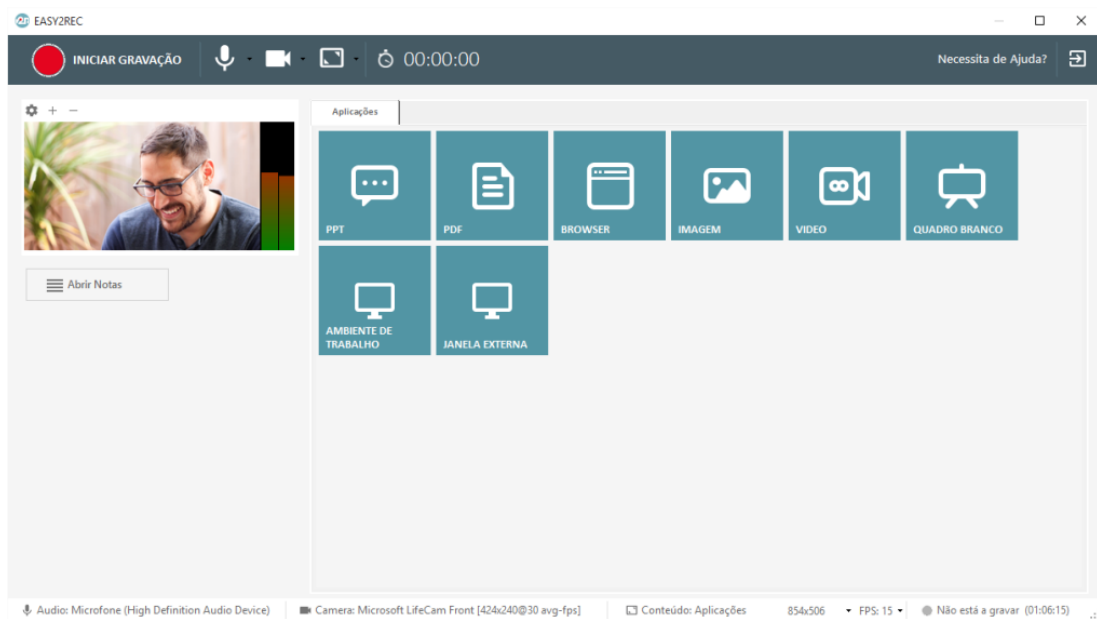 EASY2REC
INICIAR GRAVAÇÃO
00:00:00
Necessita de Ajuda?
Aplicações
PPT
PDF
BROWSER
IMAGEM
VIDEO
QUADRO BRANCO
AMBIENTE DE
TRABALHO
JANELA EXTERNA
Abrir Notas
Audio: Microfone (High Definition Audio Device)
Camera: Microsoft LifeCam Front [424x240@30 avg-fps]
Conteúdo: Aplicações
854x506
FPS: 15
Não está a gravar (01:06:15)